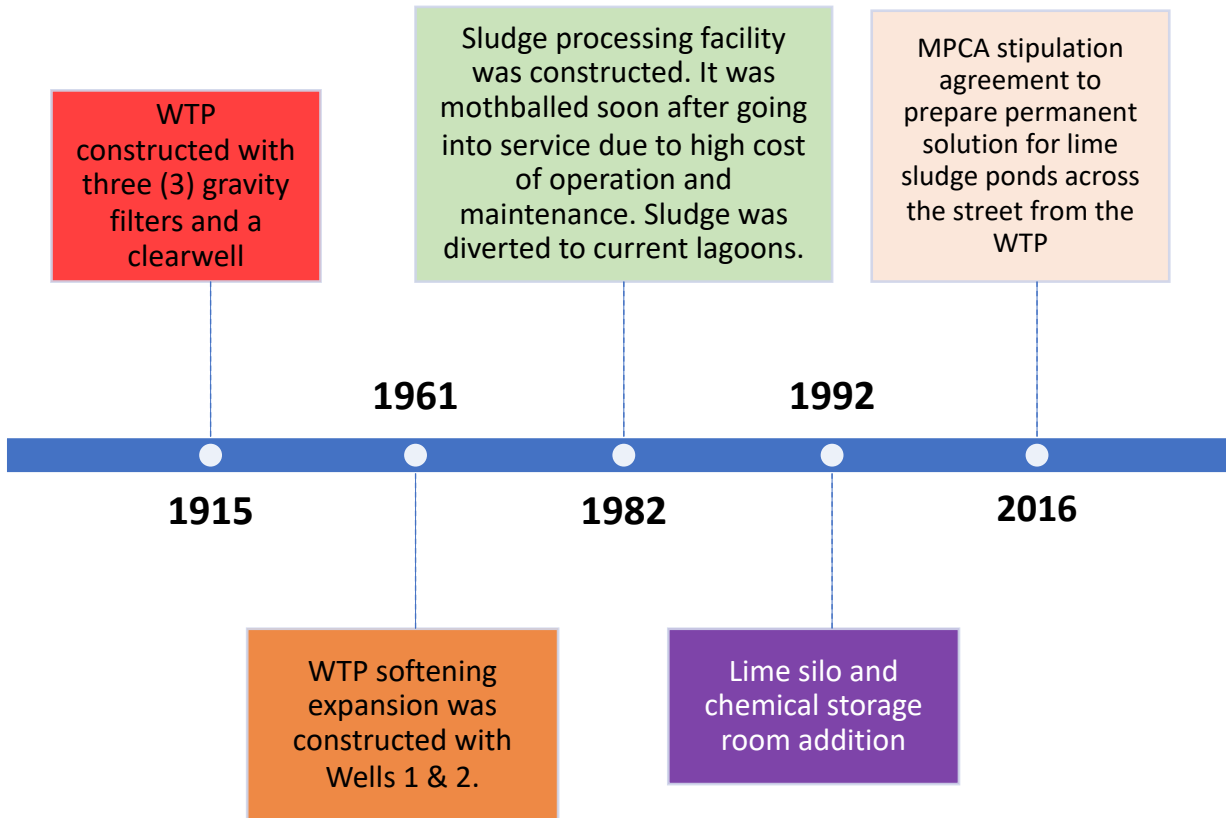 WTP
constructed with
three (3) gravity
filters and a
clearwell
Sludge processing facility
was constructed. It was
mothballed soon after going
into service due to high cost
of operation and
maintenance. Sludge was
diverted to current lagoons.
MPCA stipulation
agreement to
prepare permanent
solution for lime
sludge ponds across
the street from the
WTP
1961
1992
1915
1982
2016
WTP softening
expansion was
constructed with
Wells 1 & 2.
Lime silo and
chemical storage
room addition